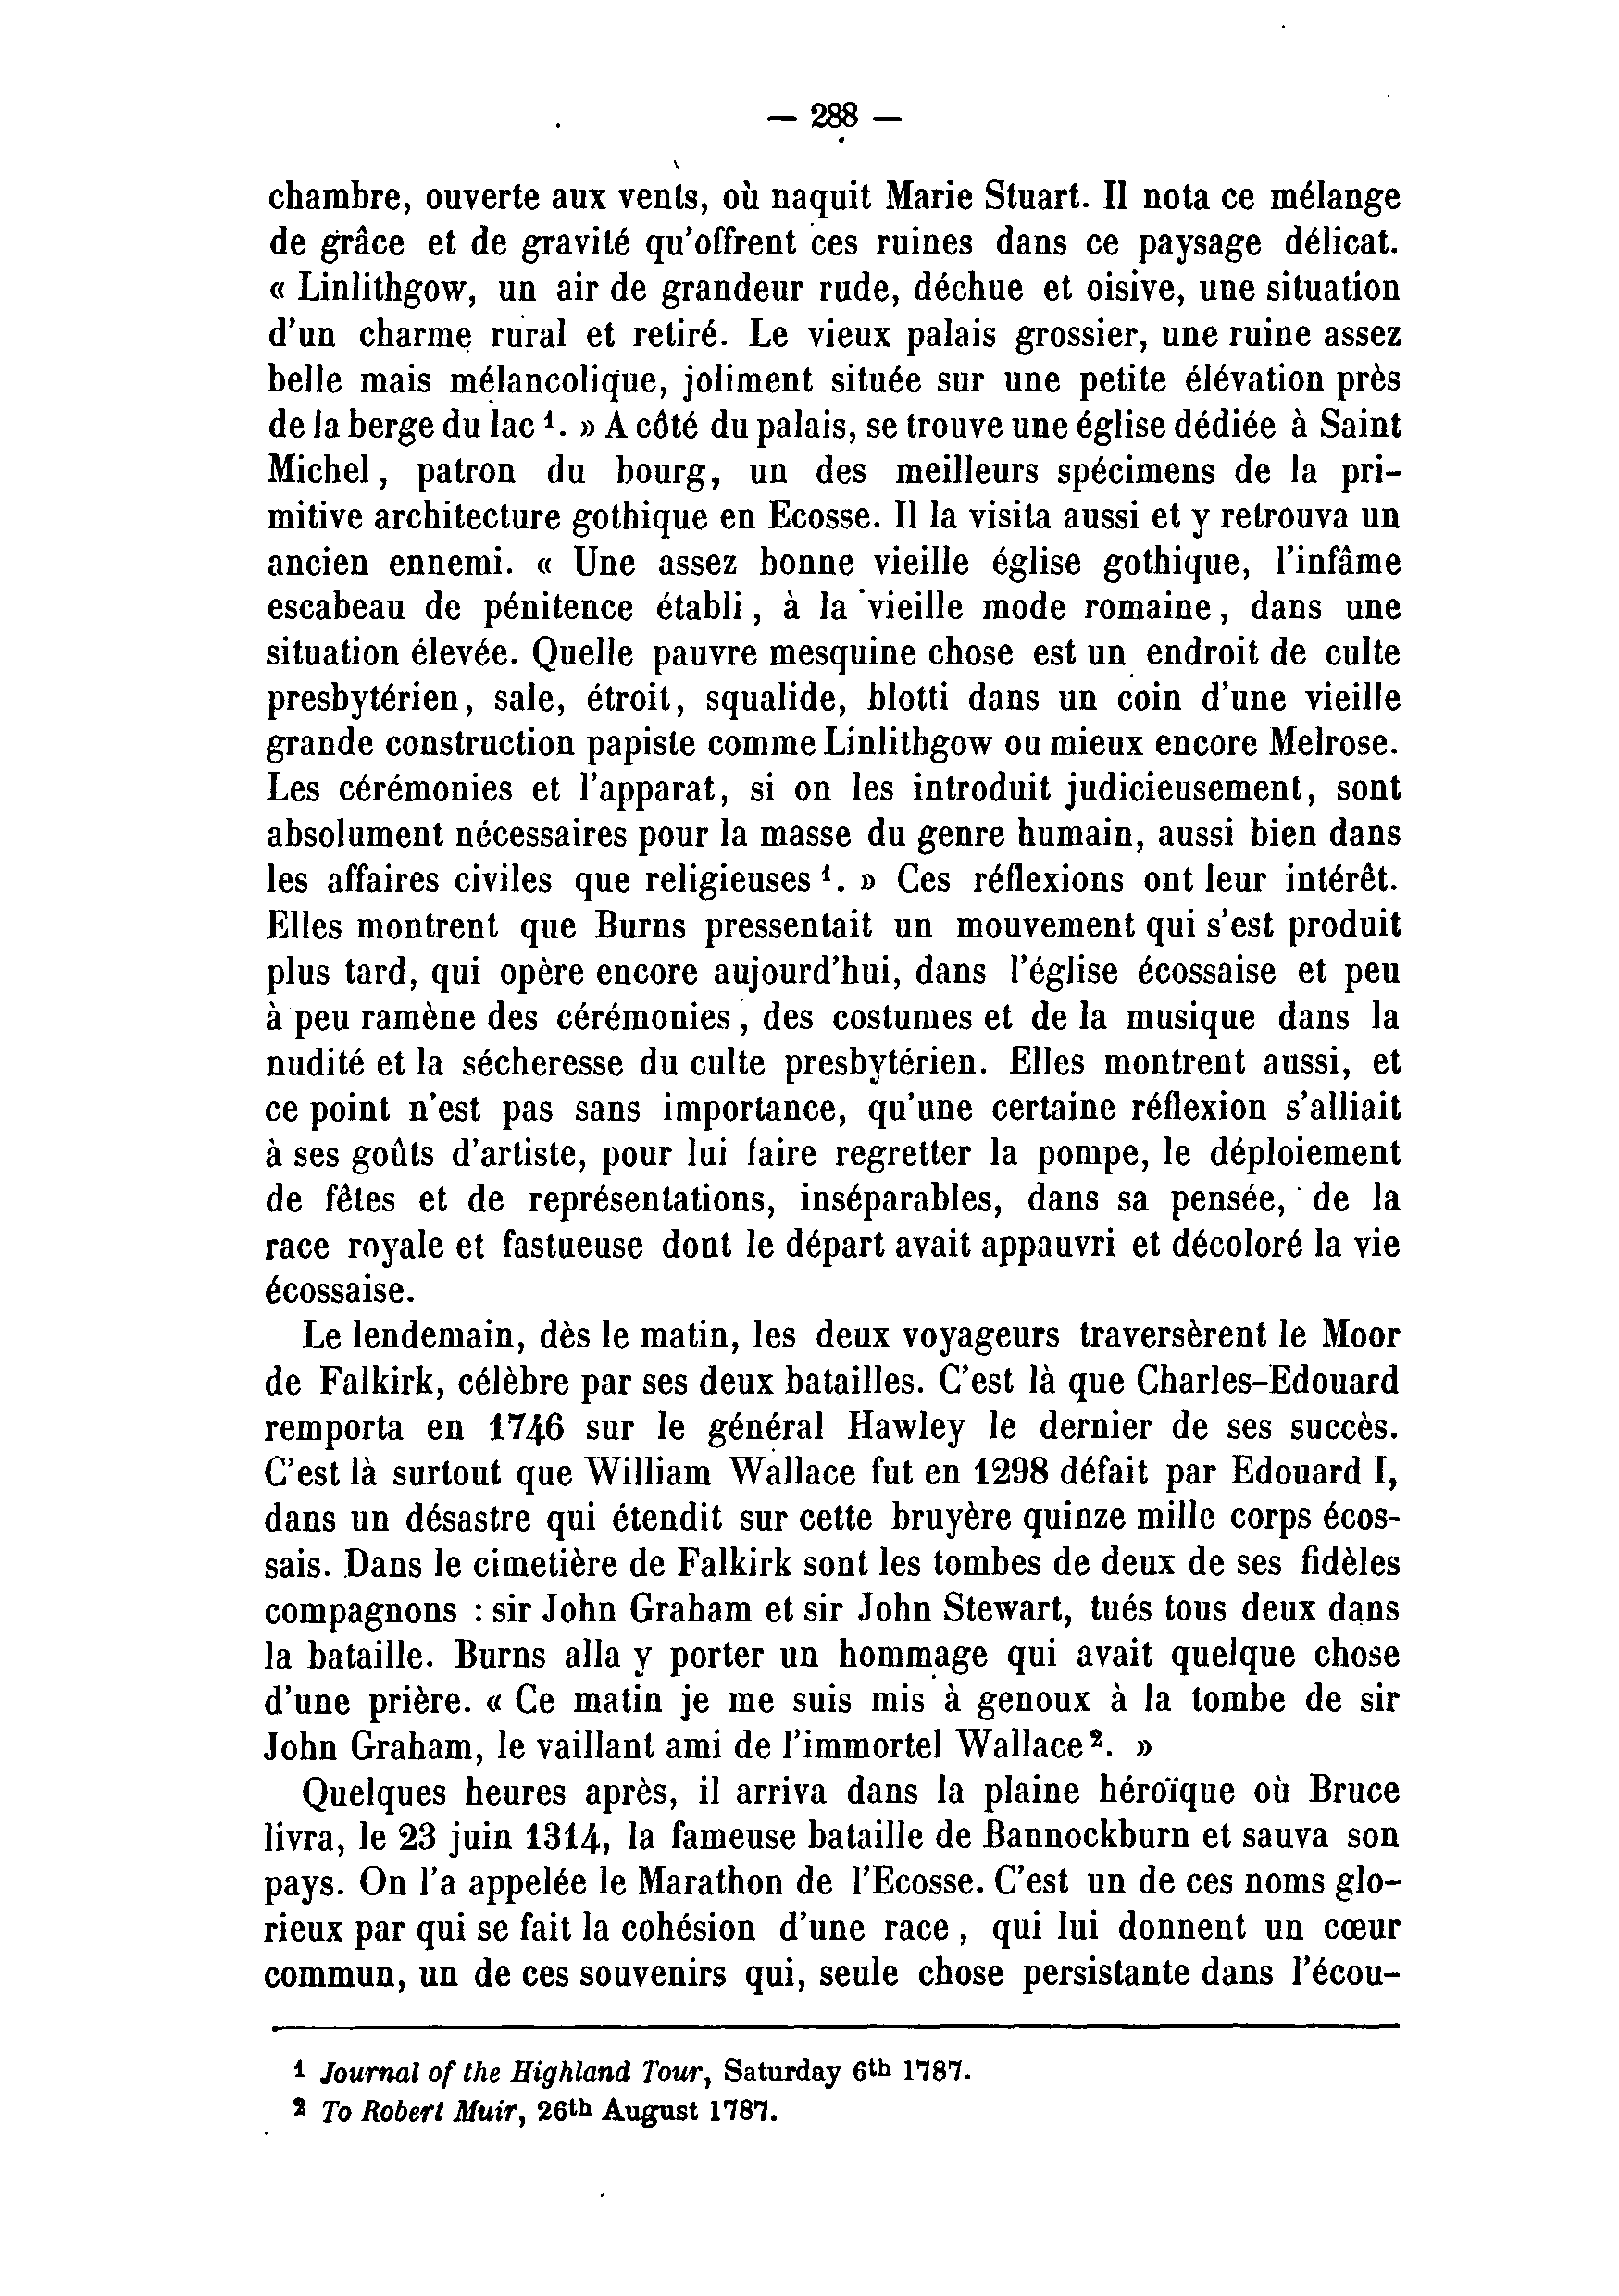 — 288 —
chambre, ouverte aux vents, où naquit Marie Stuart. Il nota ce mélange
de grâce et de gravité qu'offrent ces ruines dans ce paysage délicat.
« Linlithgow, un air de grandeur rude, déchue et oisive, une situation
d'un charme rural et retiré. Le vieux palais grossier, une ruine assez
belle mais mélancolique, joliment située sur une petite élévation près
de la berge du lac ¹. » A côté du palais, se trouve une église dédiée à Saint
Michel, patron du bourg, un des meilleurs spécimens de la pri-
mitive architecture gothique en Ecosse. Il la visita aussi et y retrouva un
ancien ennemi. « Une assez bonne vieille église gothique, l'infâme
escabeau de pénitence établi, à la vieille mode romaine, dans une
situation élevée. Quelle pauvre mesquine chose est un endroit de culte
presbytérien, sale, étroit, squalide, blotti dans un coin d'une vieille
grande construction papiste comme Linlithgow ou mieux encore Melrose.
Les cérémonies et l'apparat, si on les introduit judicieusement, sont
absolument nécessaires pour la masse du genre humain, aussi bien dans
les affaires civiles que religieuses ¹. » Ces réflexions ont leur intérêt.
Elles montrent que Burns pressentait un mouvement qui s'est produit
plus tard, qui opère encore aujourd'hui, dans l'église écossaise et peu
à peu ramène des cérémonies, des costumes et de la musique dans la
nudité et la sécheresse du culte presbytérien. Elles montrent aussi, et
ce point n'est pas sans importance, qu'une certaine réflexion s'alliait
à ses goûts d'artiste, pour lui faire regretter la pompe, le déploiement
de fêtes et de représentations, inséparables, dans sa pensée, de la
race royale et fastueuse dont le départ avait appauvri et décoloré la vie
écossaise.
Le lendemain, dès le matin, les deux voyageurs traversèrent le Moor
de Falkirk, célèbre par ses deux batailles. C'est là que Charles-Edouard
remporta en 1746 sur le général Hawley le dernier de ses succès.
C'est là surtout que William Wallace fut en 1298 défait par Edouard I,
dans un désastre qui étendit sur cette bruyère quinze mille corps écos-
sais. Dans le cimetière de Falkirk sont les tombes de deux de ses fidèles
compagnons : sir John Graham et sir John Stewart, tués tous deux dans
la bataille. Burns alla y porter un hommage qui avait quelque chose
d'une prière. « Ce matin je me suis mis à genoux à la tombe de sir
John Graham, le vaillant ami de l'immortel Wallace ². »
Quelques heures après, il arriva dans la plaine héroïque où Bruce
livra, le 23 juin 1314, la fameuse bataille de Bannockburn et sauva son
pays. On l'a appelée le Marathon de l'Ecosse. C'est un de ces noms glo-
rieux par qui se fait la cohésion d'une race, qui lui donnent un cœur
commun, un de ces souvenirs qui, seule chose persistante dans l'écou-
¹ Journal of the Highland Tour, Saturday 6th 1787.
² To Robert Muir, 26th August 1787.